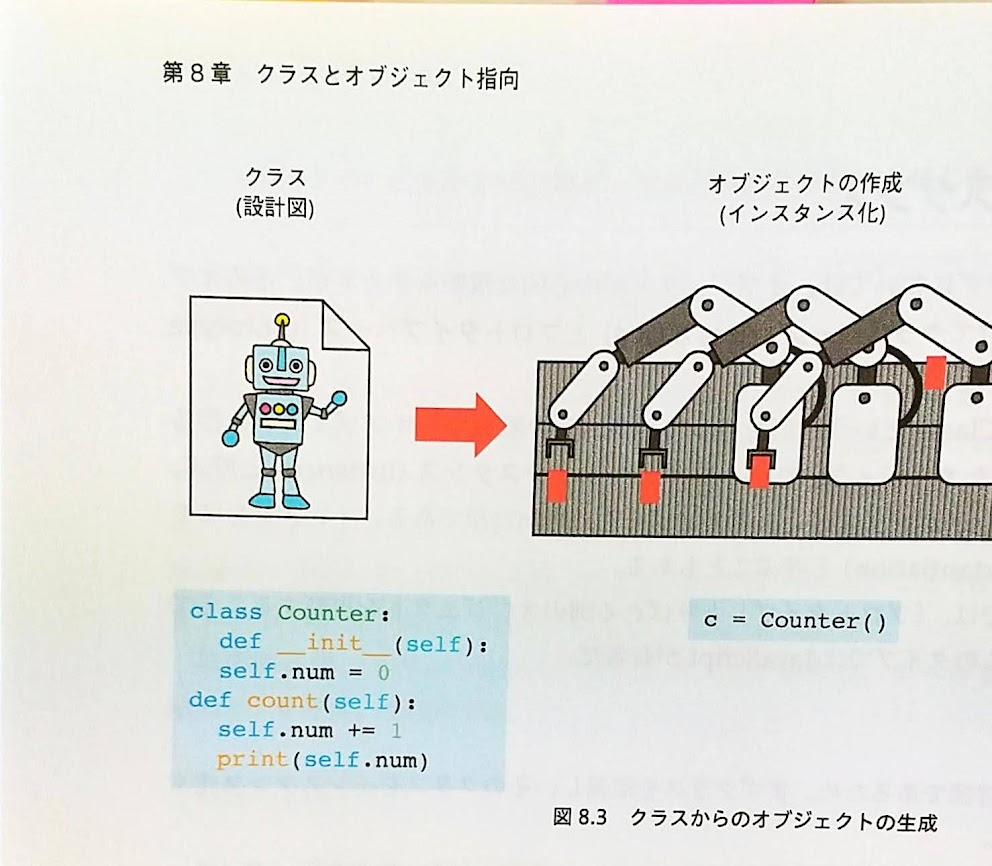 第8章　クラスとオブジェクト指向
クラス
(設計図)
オブジェクトの作成
(インスタンス化)
class Counter:
  def __init__(self):
  self.num = 0
def count(self):
  self.num += 1
  print(self.num)
c = Counter()
図 8.3　クラスからのオブジェクトの生成